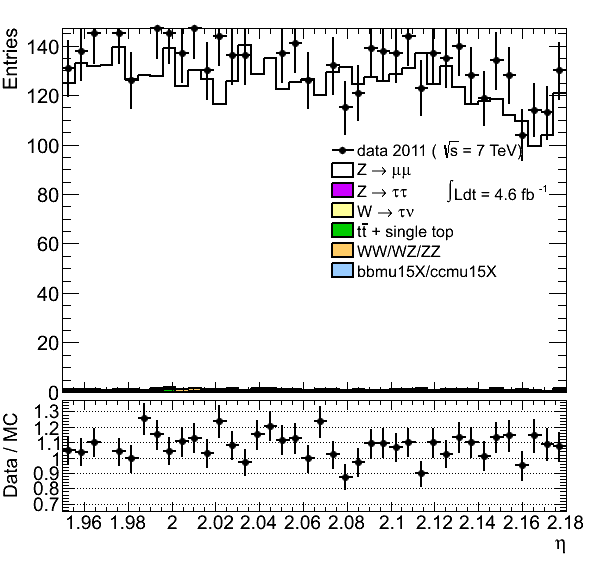 Entries
140
120
100
80
60
40
20
0
data 2011 ( √s = 7 TeV)
Z → μμ
Z → ττ
∫Ldt = 4.6 fb⁻¹
W → τν
tt̅ + single top
WW/WZ/ZZ
bbmu15X/ccmu15X
Data / MC
1.3
1.2
1.1
1
0.9
0.8
0.7
1.96 1.98 2 2.02 2.04 2.06 2.08 2.1 2.12 2.14 2.16 2.18
η